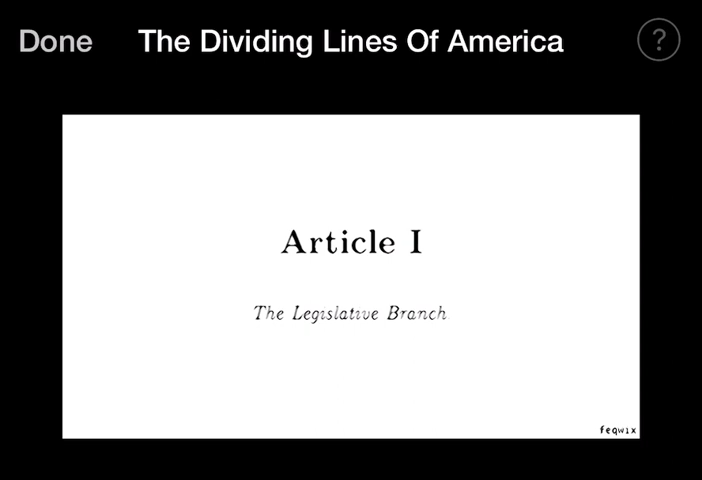 Done The Dividing Lines Of America ?
Article I
The Legislative Branch
feqwix